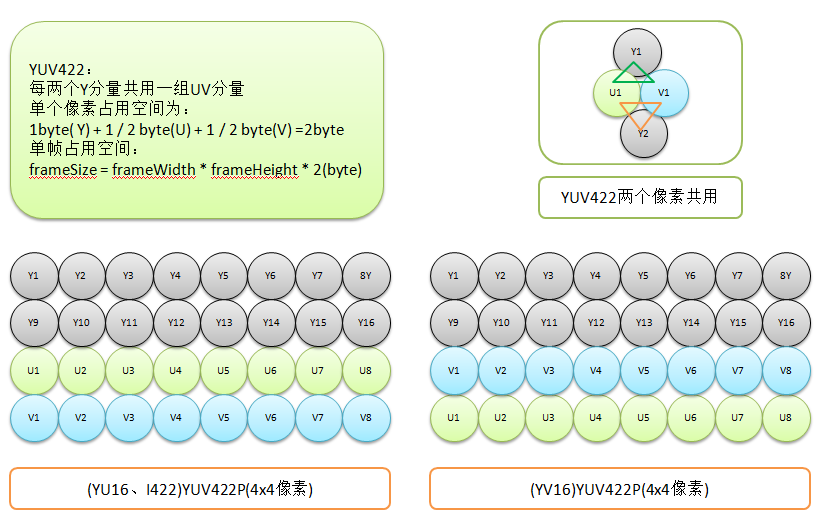 YUV422：
每两个Y分量共用一组UV分量
单个像素占用空间为：
1byte( Y) + 1 / 2 byte(U) + 1 / 2 byte(V) =2byte
单帧占用空间：
frameSize = frameWidth * frameHeight * 2(byte)
Y1
U1 V1
Y2
YUV422两个像素共用
Y1 Y2 Y3 Y4 Y5 Y6 Y7 8Y
Y9 Y10 Y11 Y12 Y13 Y14 Y15 Y16
U1 U2 U3 U4 U5 U6 U7 U8
V1 V2 V3 V4 V5 V6 V7 V8
(YU16、I422)YUV422P(4x4像素)
Y1 Y2 Y3 Y4 Y5 Y6 Y7 8Y
Y9 Y10 Y11 Y12 Y13 Y14 Y15 Y16
V1 V2 V3 V4 V5 V6 V7 V8
U1 U2 U3 U4 U5 U6 U7 U8
(YV16)YUV422P(4x4像素)